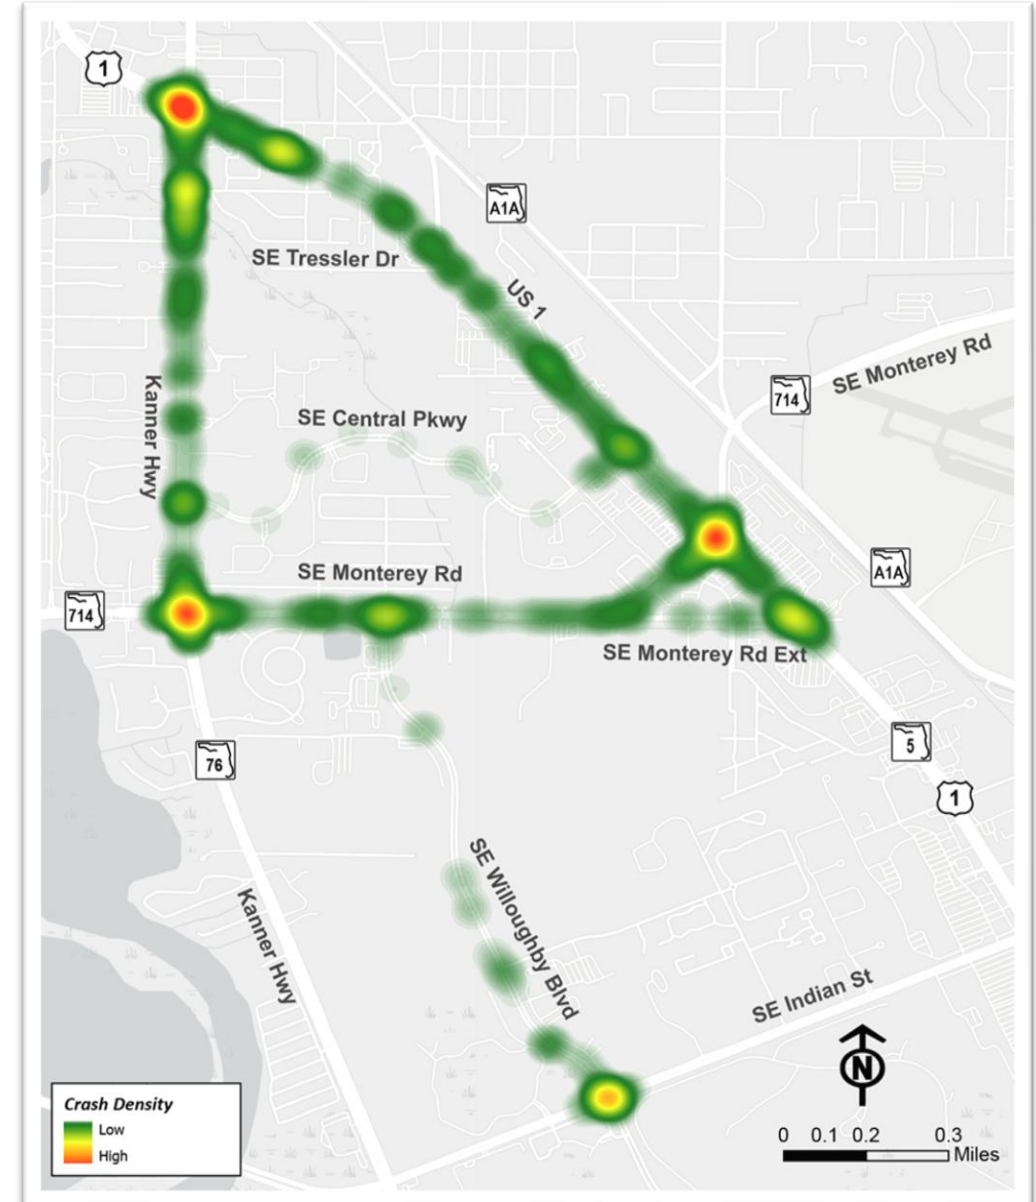 1
A1A
SE Tressler Dr
US 1
SE Monterey Rd
714
Kanner Hwy
SE Central Pkwy
A1A
SE Monterey Rd
714
SE Monterey Rd Ext
5
76
1
SE Willoughby Blvd
Kanner Hwy
SE Indian St
N
Crash Density
Low
High
0 0.1 0.2 0.3
Miles